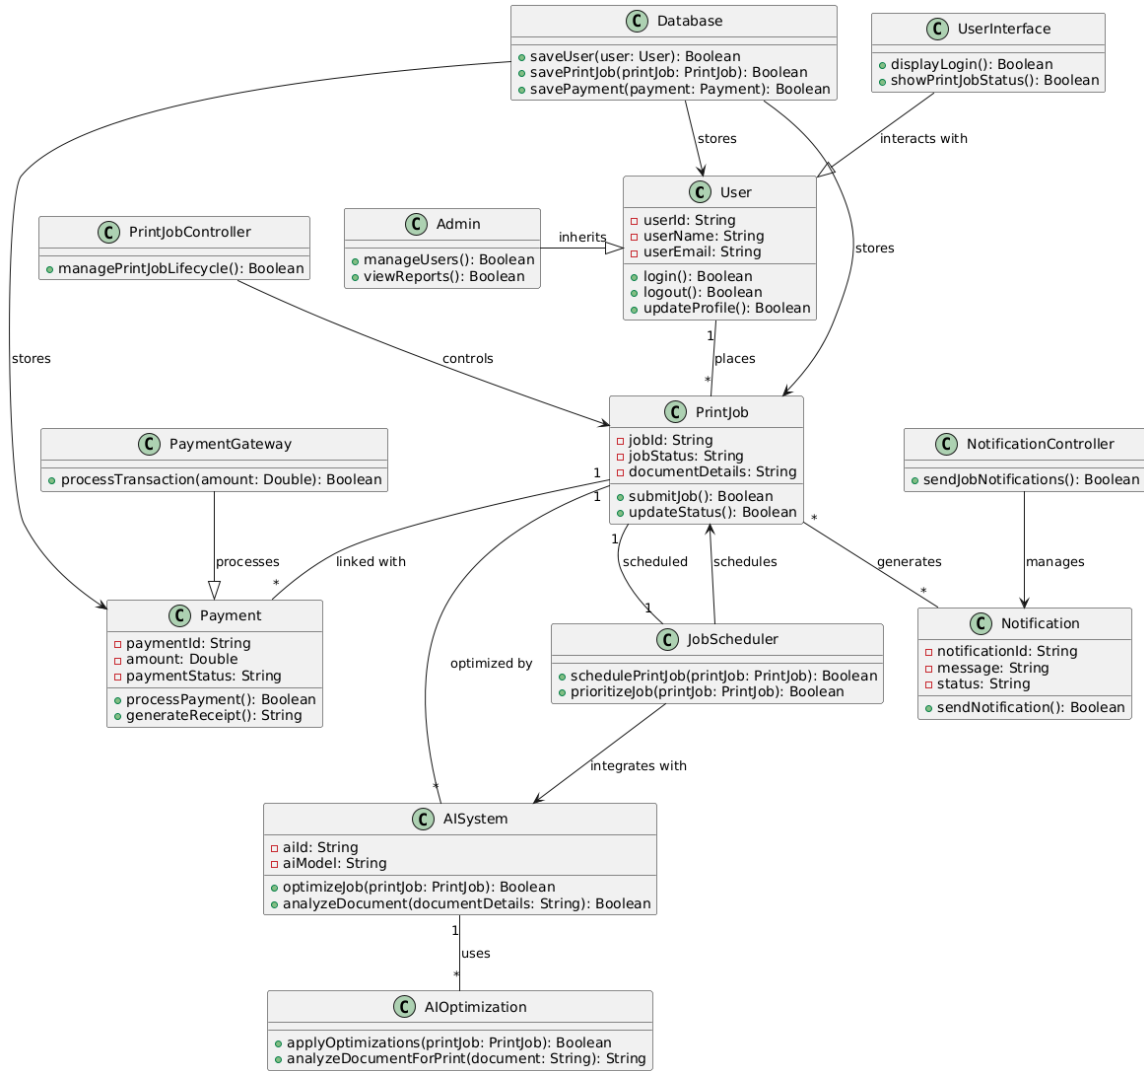 C Database
saveUser(user: User): Boolean
savePrintJob(printJob: PrintJob): Boolean
savePayment(payment: Payment): Boolean
C UserInterface
displayLogin(): Boolean
showPrintJobStatus(): Boolean
stores
interacts with
C User
userId: String
userName: String
userEmail: String
login(): Boolean
logout(): Boolean
updateProfile(): Boolean
C Admin
manageUsers(): Boolean
viewReports(): Boolean
inherits
C PrintJobController
managePrintJobLifecycle(): Boolean
stores
stores
controls
1
places
*
C PrintJob
jobId: String
jobStatus: String
documentDetails: String
submitJob(): Boolean
updateStatus(): Boolean
C PaymentGateway
processTransaction(amount: Double): Boolean
C NotificationController
sendJobNotifications(): Boolean
1
1
1
*
processes
linked with
*
scheduled
1
schedules
generates
*
manages
C Payment
paymentId: String
amount: Double
paymentStatus: String
processPayment(): Boolean
generateReceipt(): String
C JobScheduler
schedulePrintJob(printJob: PrintJob): Boolean
prioritizeJob(printJob: PrintJob): Boolean
C Notification
notificationId: String
message: String
status: String
sendNotification(): Boolean
optimized by
*
integrates with
C AISystem
aiId: String
aiModel: String
optimizeJob(printJob: PrintJob): Boolean
analyzeDocument(documentDetails: String): Boolean
1
uses
*
C AIOptimization
applyOptimizations(printJob: PrintJob): Boolean
analyzeDocumentForPrint(document: String): String